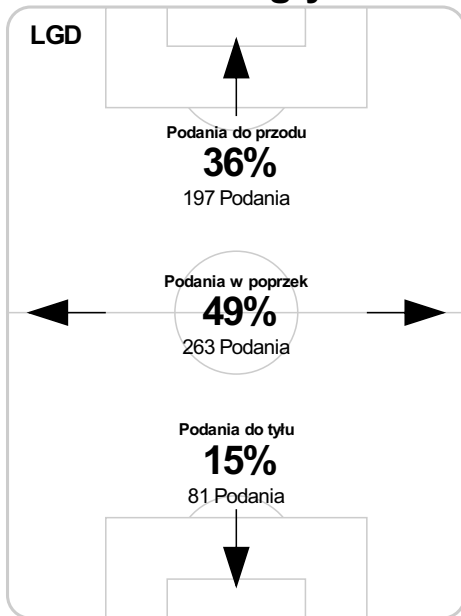 LGD
Podania do przodu
36%
197 Podania
Podania w poprzek
49%
263 Podania
Podania do tyłu
15%
81 Podania